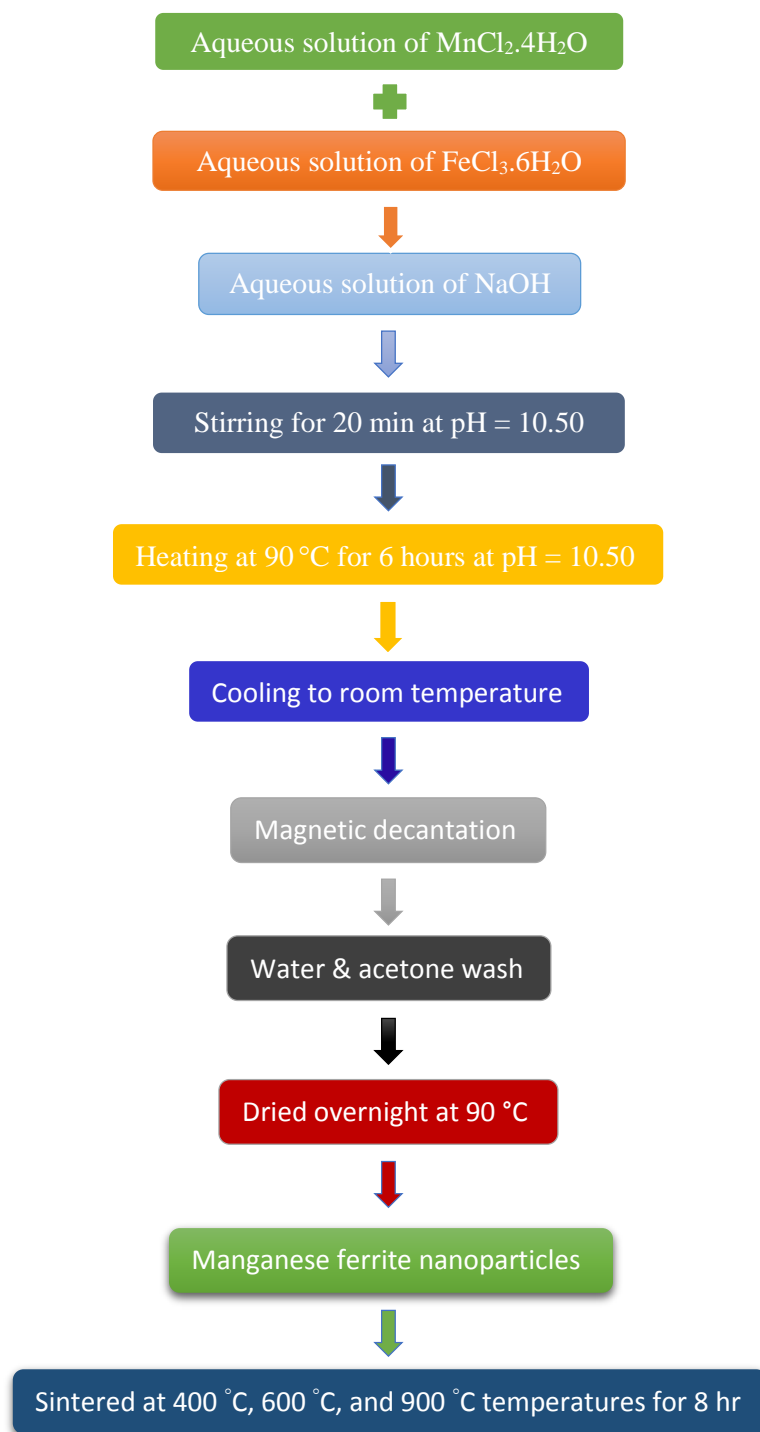 Aqueous solution of MnCl₂.4H₂O
Aqueous solution of FeCl₃.6H₂O
Aqueous solution of NaOH
Stirring for 20 min at pH = 10.50
Heating at 90 °C for 6 hours at pH = 10.50
Cooling to room temperature
Magnetic decantation
Water & acetone wash
Dried overnight at 90 °C
Manganese ferrite nanoparticles
Sintered at 400 °C, 600 °C, and 900 °C temperatures for 8 hr